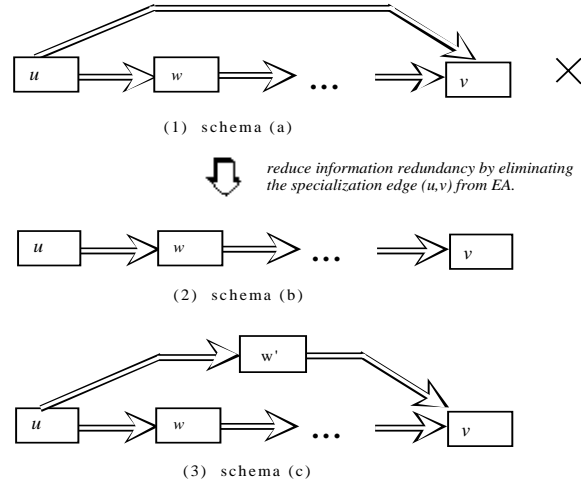 u w ... v
(1) schema (a)
reduce information redundancy by eliminating
the specialization edge (u,v) from EA.
u w ... v
(2) schema (b)
w'
u w ... v
(3) schema (c)